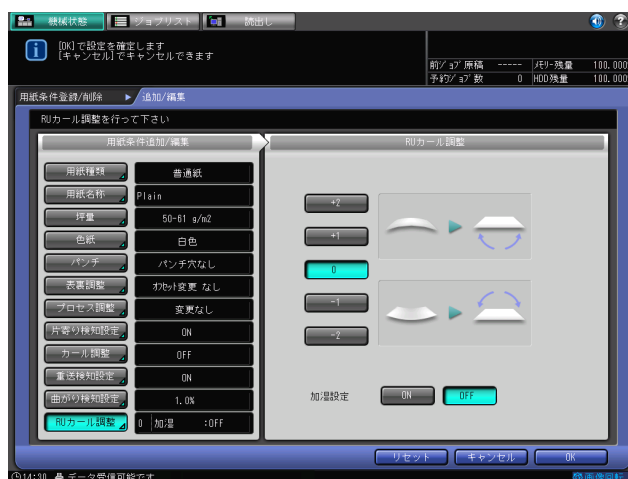 機械状態 ジョブリスト 読出し
[OK]で設定を確定します
[キャンセル]でキャンセルできます
前ジョブ原稿 ----- メモリー残量 100.000
予約ジョブ数 0 HDD残量 100.000
用紙条件登録/削除 ▶ 追加/編集
RUカール調整を行って下さい
用紙条件追加/編集
RUカール調整
用紙種類 普通紙
用紙名称 Plain
坪量 50-61 g/m2
色紙 白色
パンチ パンチ穴なし
表裏調整 オフセット変更 なし
プロセス調整 変更なし
片寄り検知設定 ON
カール調整 OFF
重送検知設定 ON
曲がり検知設定 1.0%
RUカール調整 0 加湿 :OFF
+2
+1
0
-1
-2
加湿設定 ON OFF
リセット キャンセル OK
14:30 データ受信可能です 画像回転